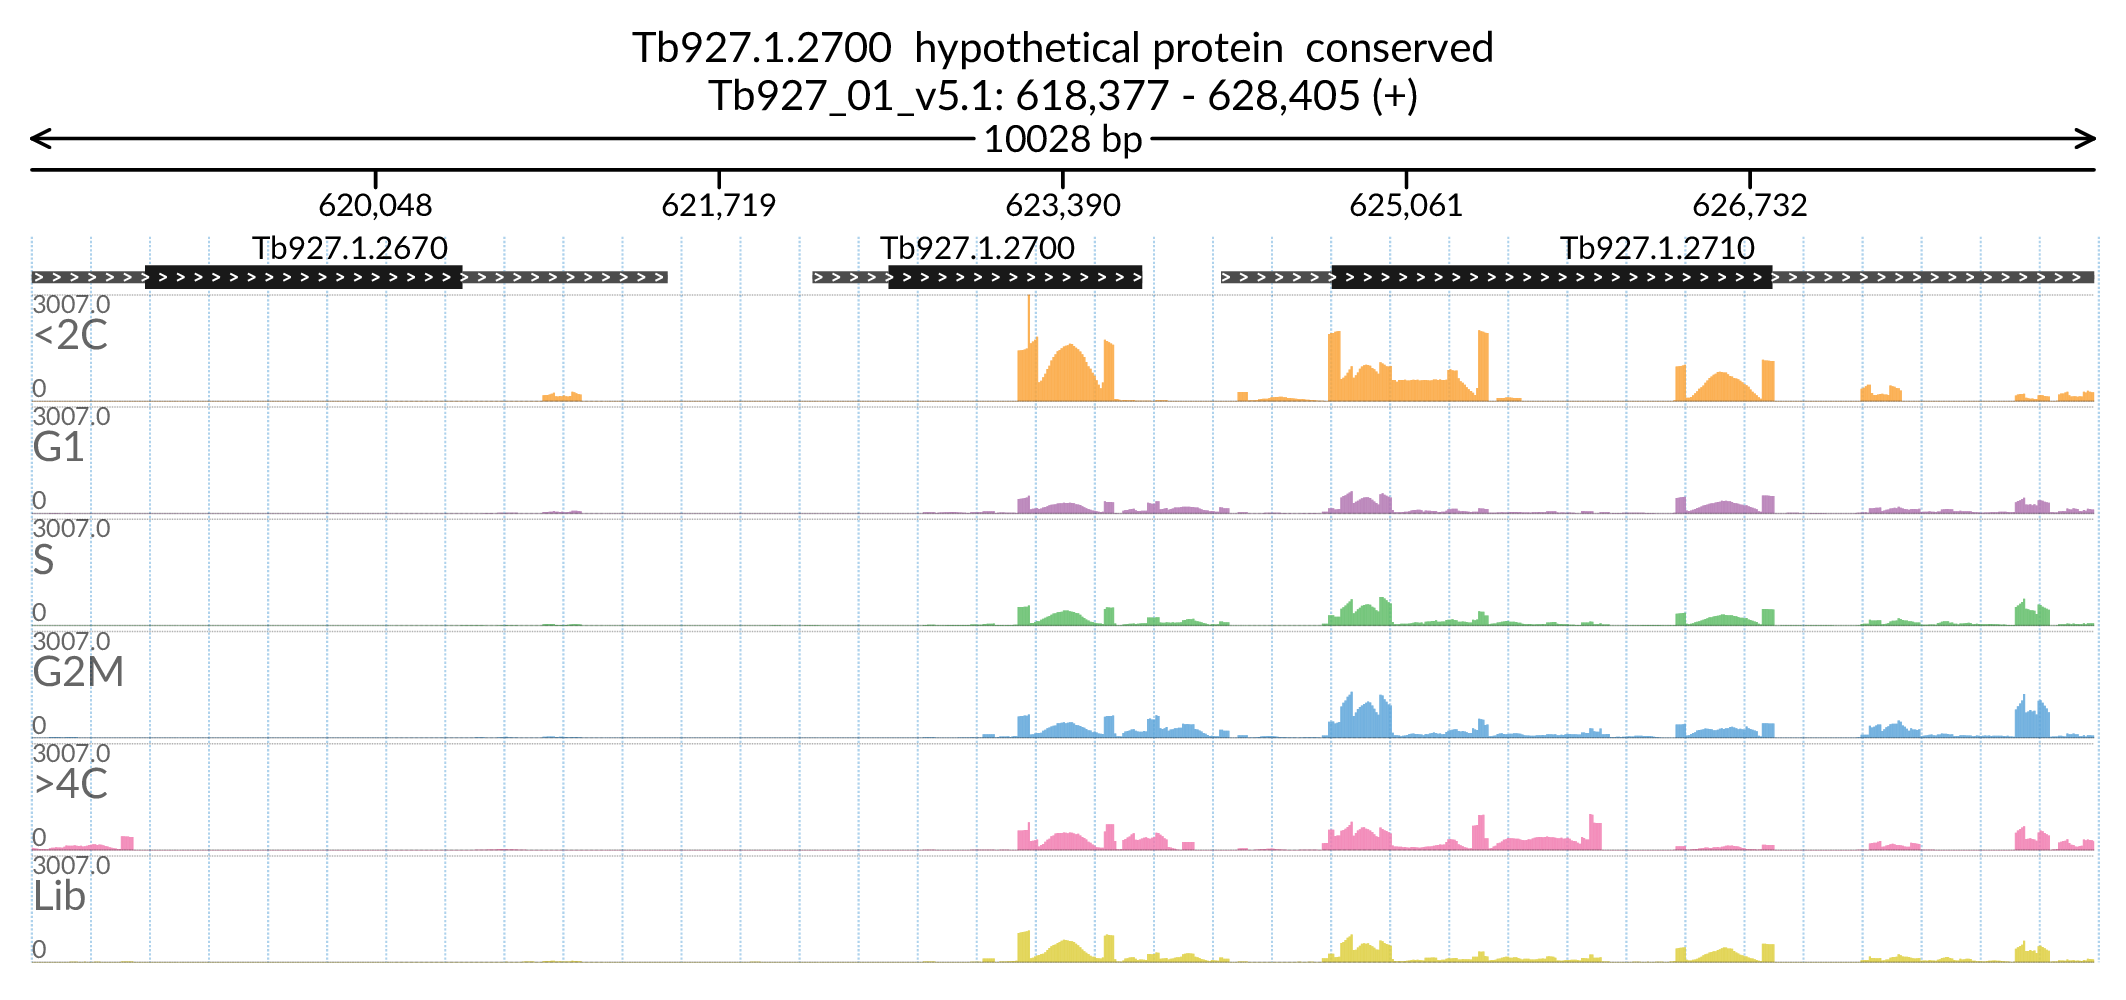 Tb927.1.2700  hypothetical protein  conserved
Tb927_01_v5.1: 618,377 - 628,405 (+)
10028 bp
620,048 621,719 623,390 625,061 626,732
Tb927.1.2670 Tb927.1.2700 Tb927.1.2710
3007.0
<2C
0
3007.0
G1
0
3007.0
S
0
3007.0
G2M
0
3007.0
>4C
0
3007.0
Lib
0